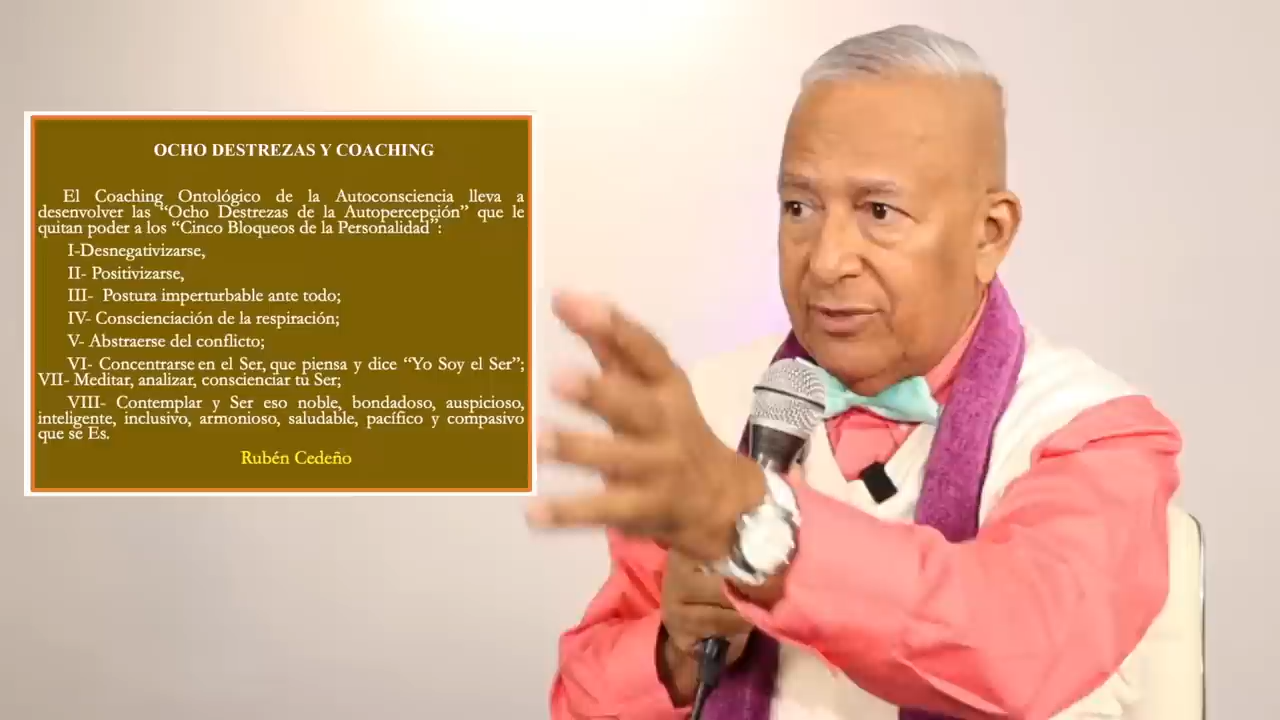 OCHO DESTREZAS Y COACHING
El Coaching Ontológico de la Autoconsciencia lleva a
desenvolver las “Ocho Destrezas de la Autopercepción” que le
quitan poder a los “Cinco Bloqueos de la Personalidad”:
I-Desnegativizarse,
II- Positivizarse,
III- Postura imperturbable ante todo;
IV- Conscienciación de la respiración;
V- Abstraerse del conflicto;
VI- Concentrarse en el Ser, que piensa y dice “Yo Soy el Ser”;
VII- Meditar, analizar, conscienciar tu Ser;
VIII- Contemplar y Ser eso noble, bondadoso, auspicioso,
inteligente, inclusivo, armonioso, saludable, pacífico y compasivo
que se Es.
Rubén Cedeño